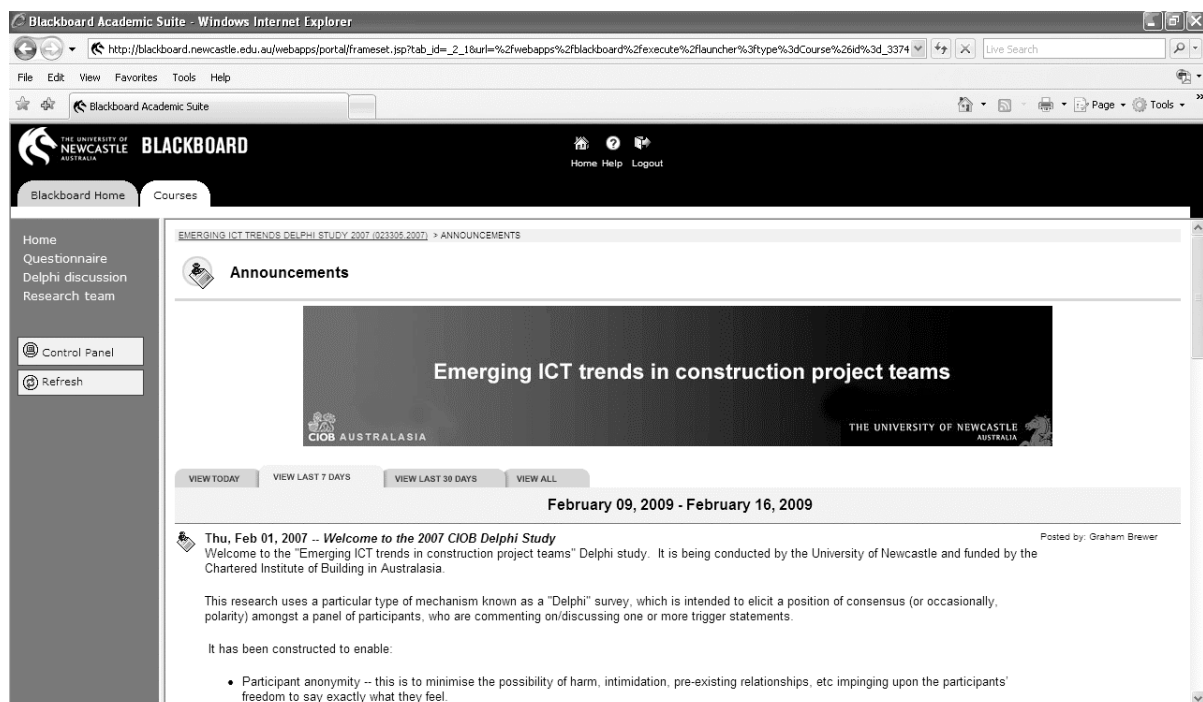 Blackboard Academic Suite - Windows Internet Explorer
http://blackboard.newcastle.edu.au/webapps/portal/frameset.jsp?tab_id=_2_1&url=%2fwebapps%2fblackboard%2fexecute%2flauncher%3ftype%3dCourse%26id%3d_3374
Live Search
File Edit View Favorites Tools Help
Blackboard Academic Suite
Page Tools
THE UNIVERSITY OF
NEWCASTLE
AUSTRALIA
BLACKBOARD
Home Help Logout
Blackboard Home Courses
Home
Questionnaire
Delphi discussion
Research team
Control Panel
Refresh
EMERGING ICT TRENDS DELPHI STUDY 2007 (023305.2007) > ANNOUNCEMENTS
Announcements
Emerging ICT trends in construction project teams
CIOB AUSTRALASIA
THE UNIVERSITY OF NEWCASTLE
AUSTRALIA
VIEW TODAY VIEW LAST 7 DAYS VIEW LAST 30 DAYS VIEW ALL
February 09, 2009 - February 16, 2009
Thu, Feb 01, 2007 -- Welcome to the 2007 CIOB Delphi Study
Posted by: Graham Brewer
Welcome to the "Emerging ICT trends in construction project teams" Delphi study. It is being conducted by the University of Newcastle and funded by the
Chartered Institute of Building in Australasia.
This research uses a particular type of mechanism known as a "Delphi" survey, which is intended to elicit a position of consensus (or occasionally,
polarity) amongst a panel of participants, who are commenting on/discussing one or more trigger statements.
It has been constructed to enable:
• Participant anonymity -- this is to minimise the possibility of harm, intimidation, pre-existing relationships, etc impinging upon the participants'
freedom to say exactly what they feel.